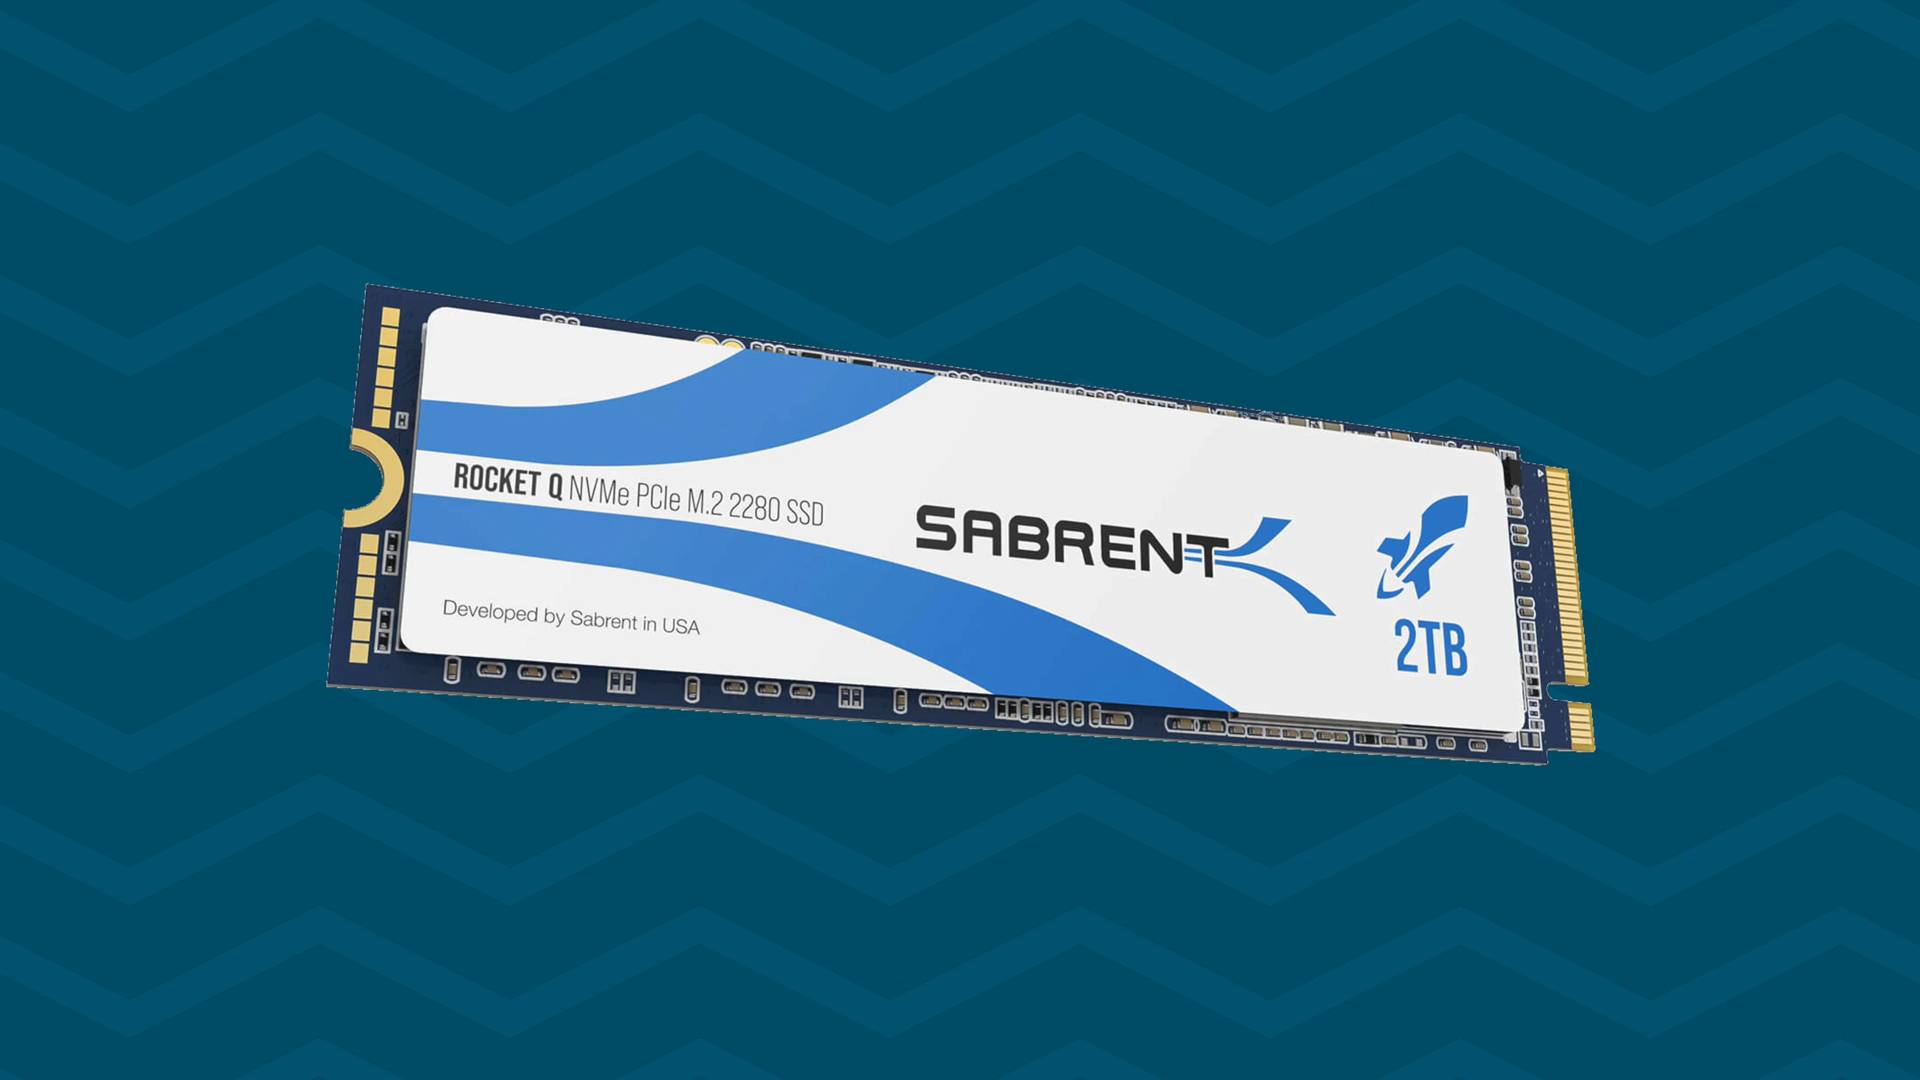 ROCKET Q NVMe PCIe M.2 2280 SSD
SABRENT
2TB
Developed by Sabrent in USA